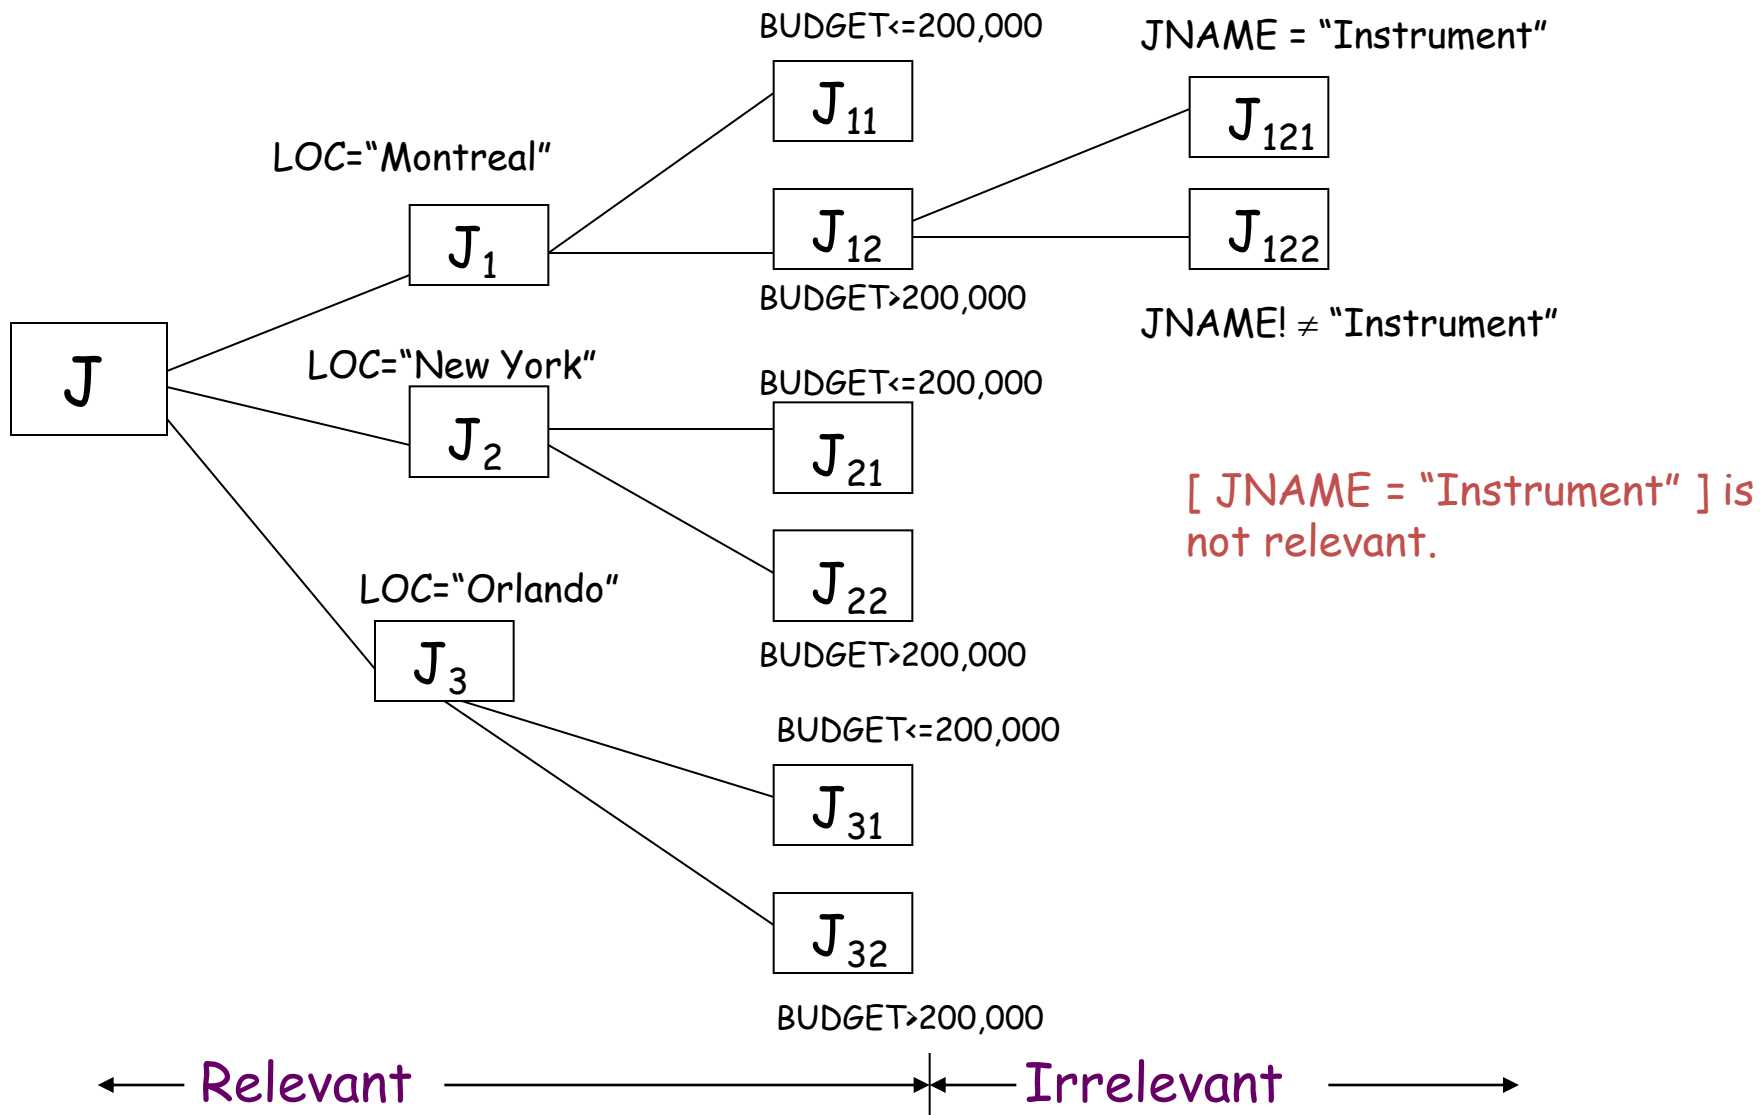 BUDGET<=200,000
JNAME = “Instrument”
J11
J121
LOC=“Montreal”
J1
J12
J122
BUDGET>200,000
JNAME! ≠ “Instrument”
J
LOC=“New York”
BUDGET<=200,000
J2
J21
[ JNAME = “Instrument” ] is
not relevant.
LOC=“Orlando”
J22
BUDGET>200,000
J3
BUDGET<=200,000
J31
J32
BUDGET>200,000
Relevant
Irrelevant